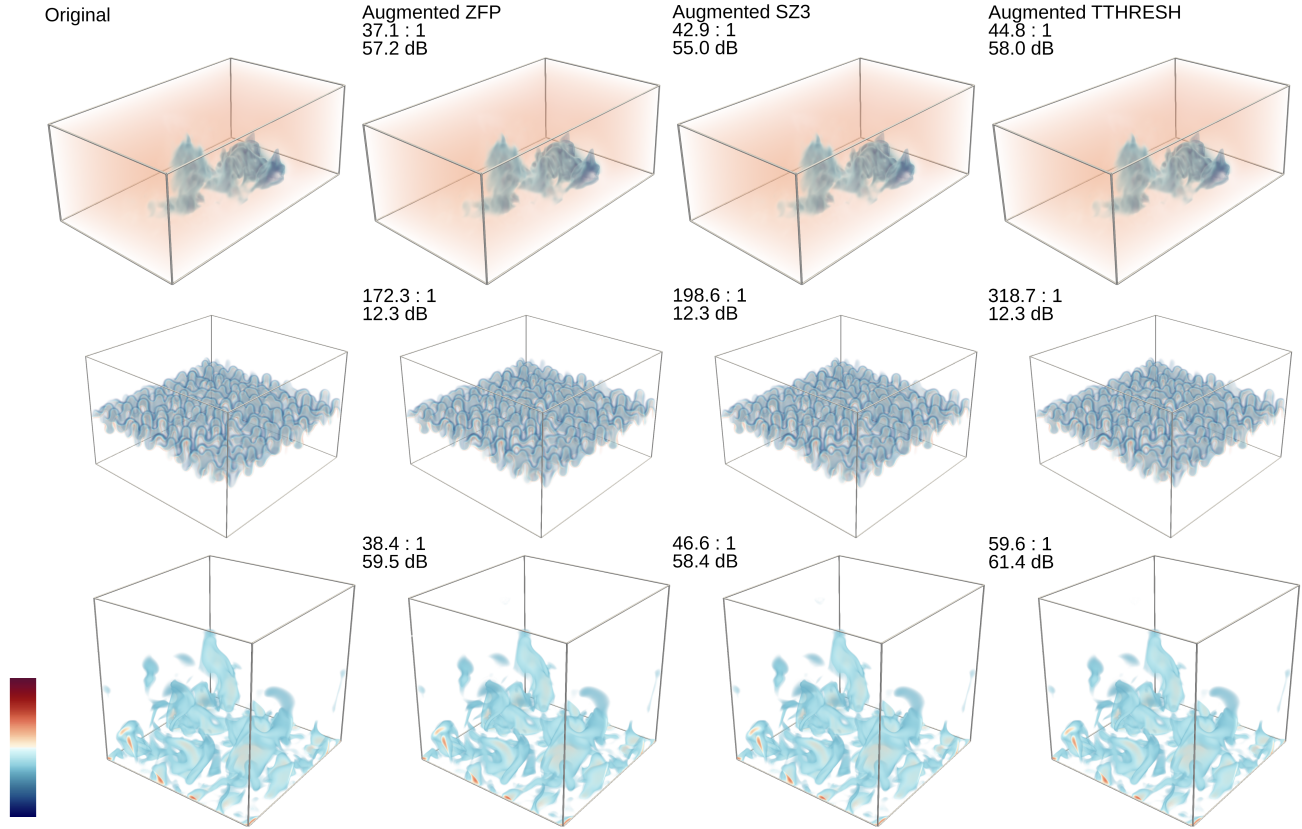 Original
Augmented ZFP
37.1 : 1
57.2 dB
Augmented SZ3
42.9 : 1
55.0 dB
Augmented TTHRESH
44.8 : 1
58.0 dB
172.3 : 1
12.3 dB
198.6 : 1
12.3 dB
318.7 : 1
12.3 dB
38.4 : 1
59.5 dB
46.6 : 1
58.4 dB
59.6 : 1
61.4 dB